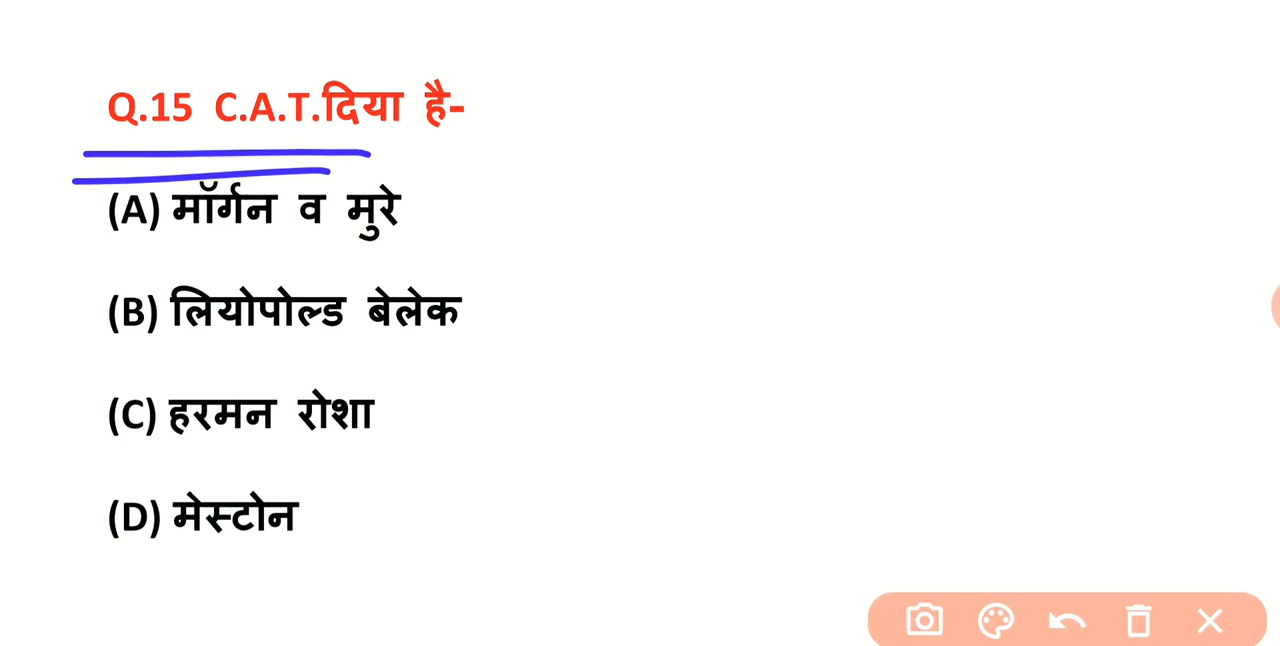 Q.15 C.A.T.दिया है-
(A) मॉर्गन व मुरे
(B) लियोपोल्ड बेलेक
(C) हरमन रोशा
(D) मेस्टोन